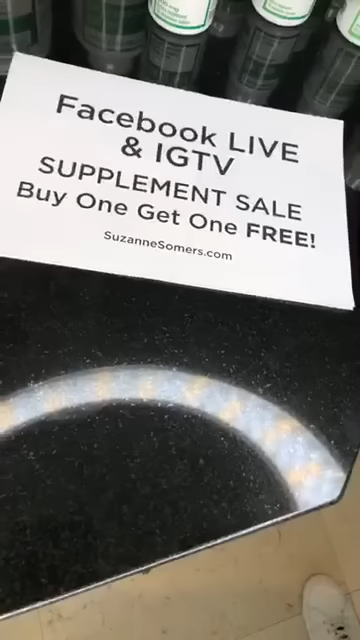 Facebook LIVE
& IGTV
SUPPLEMENT SALE
Buy One Get One FREE!
SuzanneSomers.com